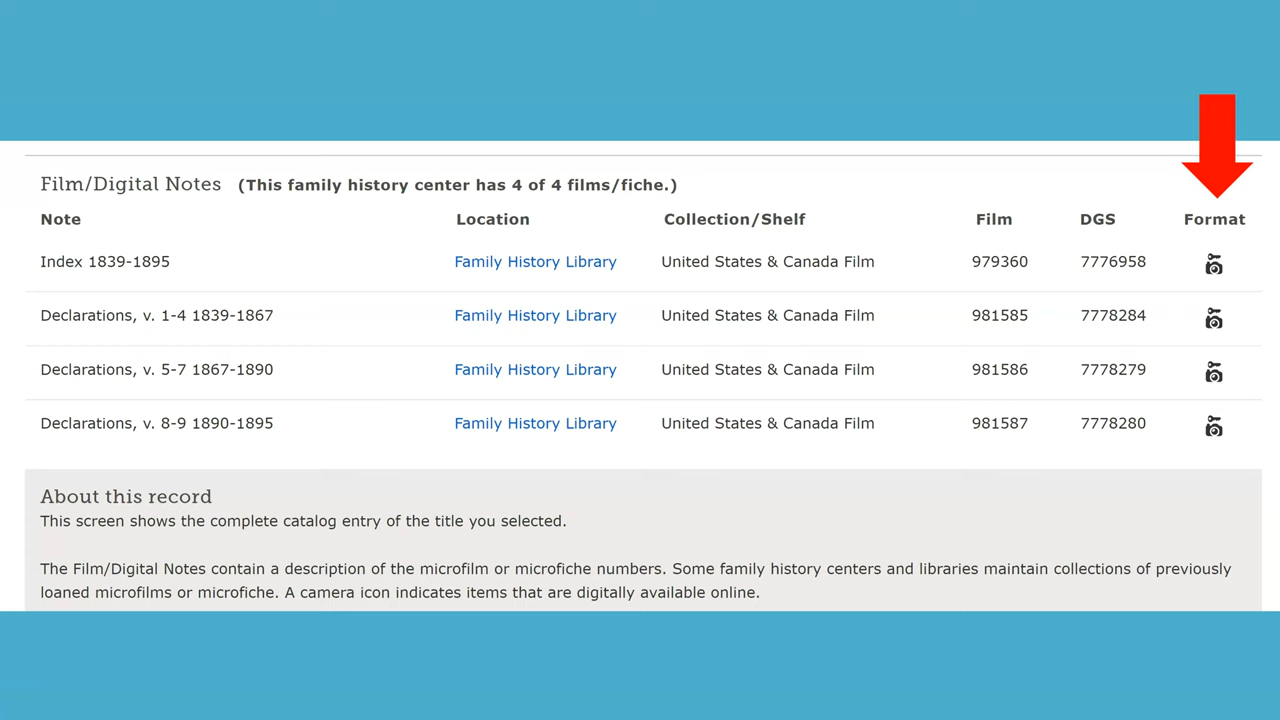 Film/Digital Notes (This family history center has 4 of 4 films/fiche.)
Note Location Collection/Shelf Film DGS Format
Index 1839-1895 Family History Library United States & Canada Film 979360 7776958
Declarations, v. 1-4 1839-1867 Family History Library United States & Canada Film 981585 7778284
Declarations, v. 5-7 1867-1890 Family History Library United States & Canada Film 981586 7778279
Declarations, v. 8-9 1890-1895 Family History Library United States & Canada Film 981587 7778280
About this record
This screen shows the complete catalog entry of the title you selected.
The Film/Digital Notes contain a description of the microfilm or microfiche numbers. Some family history centers and libraries maintain collections of previously
loaned microfilms or microfiche. A camera icon indicates items that are digitally available online.